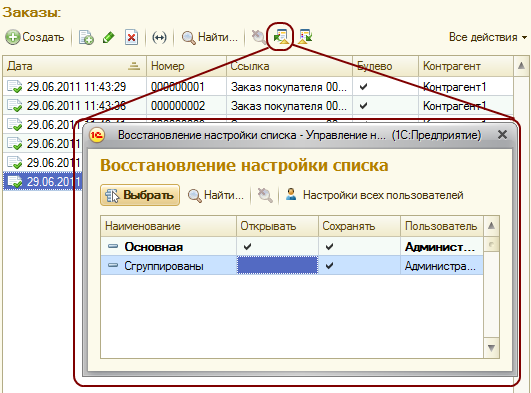 Заказы:
Создать Найти... Все действия
Дата Номер Ссылка Булево Контрагент
29.06.2011 11:43:29 000000001 Заказ покупателя 00... Контрагент1
29.06.2011 11:43:36 000000002 Заказ покупателя 00... Контрагент1
29.06.2011
29.06.2011
29.06.2011
29.06.2011
Восстановление настройки списка - Управление н... (1С:Предприятие)
Восстановление настройки списка
Выбрать Найти... Настройки всех пользователей
Наименование Открывать Сохранять Пользователь
Основная Админист...
Сгруппированы Администра...